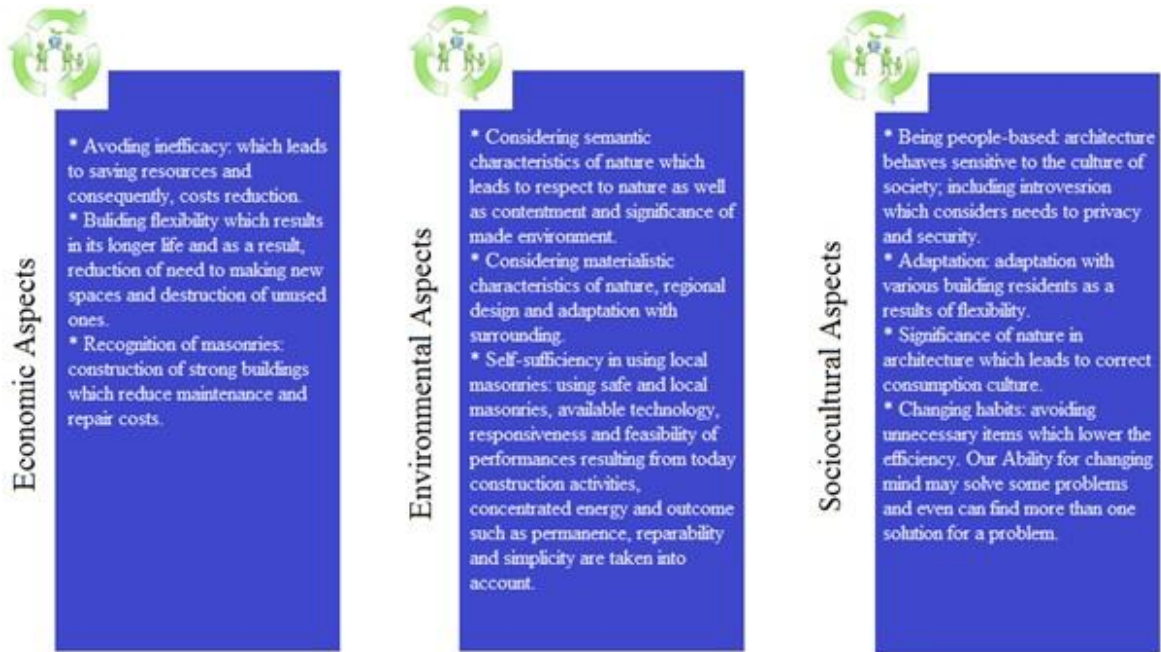 Economic Aspects
* Avoding inefficacy: which leads
to saving resources and
consequently, costs reduction.
* Buliding flexibility which results
in its longer life and as a result,
reduction of need to making new
spaces and destruction of unused
ones.
* Recognition of masonries:
construction of strong buildings
which reduce maintenance and
repair costs.
Environmental Aspects
* Considering semantic
characteristics of nature which
leads to respect to nature as well
as contentment and significance of
made environment.
* Considering materialistic
characteristics of nature, regional
design and adaptation with
surrounding.
* Self-sufficiency in using local
masonries: using safe and local
masonries, available technology,
responsiveness and feasibility of
performances resulting from today
construction activities,
concentrated energy and outcome
such as permanence, reparability
and simplicity are taken into
account.
Sociocultural Aspects
* Being people-based: architecture
behaves sensitive to the culture of
society; including introvesrion
which considers needs to privacy
and security.
* Adaptation: adaptation with
various building residents as a
results of flexibility.
* Significance of nature in
architecture which leads to correct
consumption culture.
* Changing habits: avoiding
unnecessary items which lower the
efficiency. Our Ability for changing
mind may solve some problems
and even can find more than one
solution for a problem.